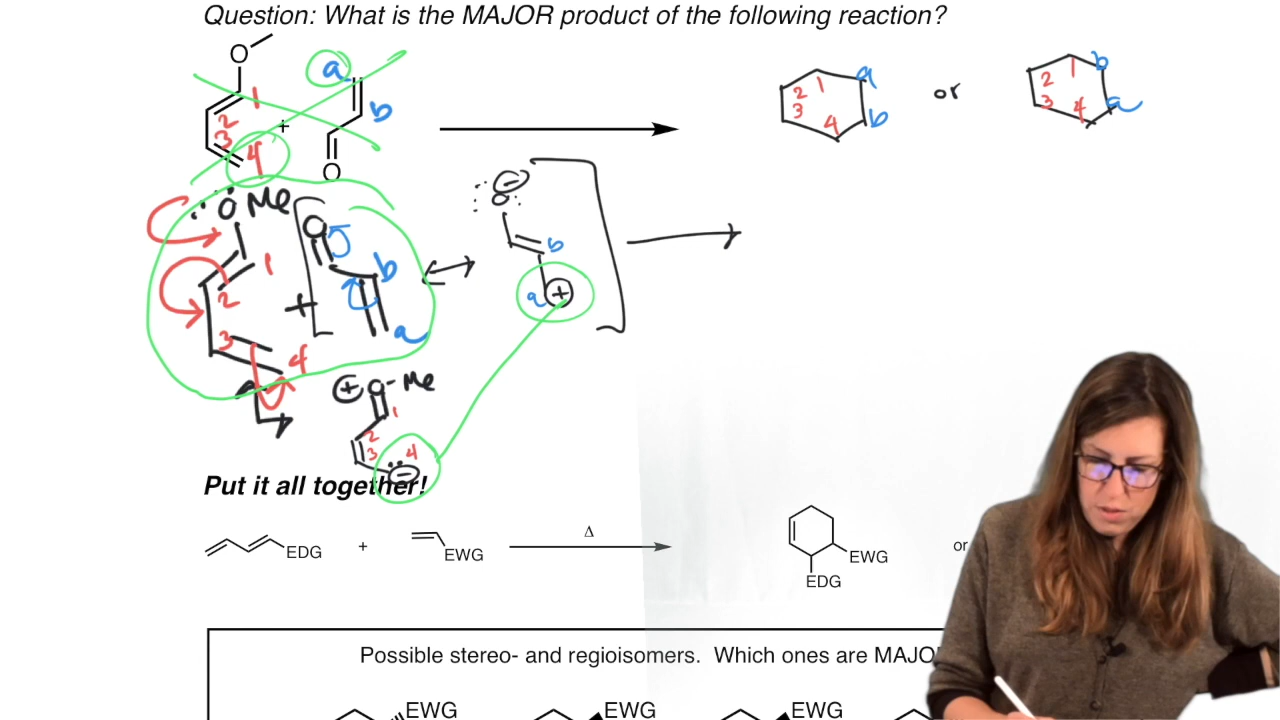 Question: What is the MAJOR product of the following reaction?
O
a
1
b
2
+
3
4
O
2 1 a
3 4 b
or
2 1 b
3 4 a
:ÖMe
O
1
b
2
+
3
a
4
⊖
:O:
b
a ⊕
⊕ O-Me
1
2
3 4
⊖
Put it all together!
EDG + EWG Δ EWG or
EDG
Possible stereo- and regioisomers. Which ones are MAJO
EWG EWG EWG